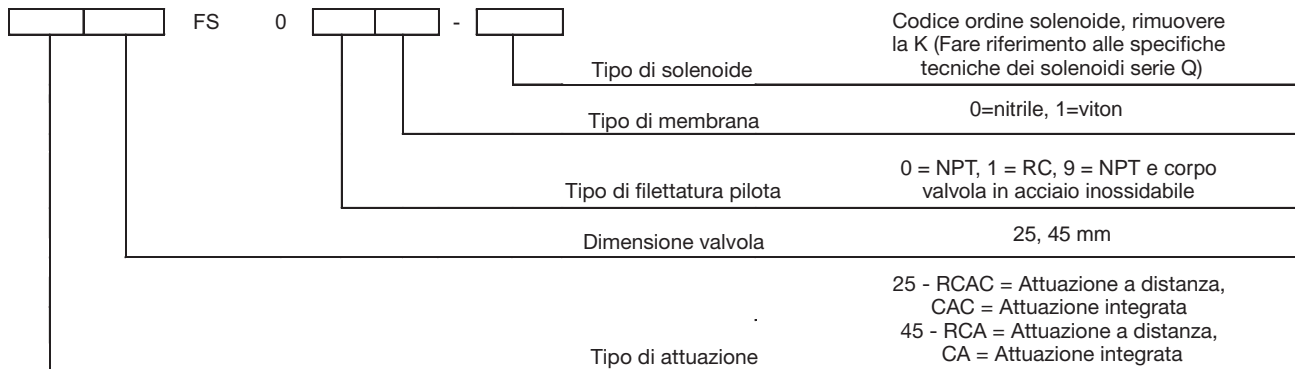 FS 0 -
Codice ordine solenoide, rimuovere
la K (Fare riferimento alle specifiche
tecniche dei solenoidi serie Q)
Tipo di solenoide
0=nitrile, 1=viton
Tipo di membrana
0 = NPT, 1 = RC, 9 = NPT e corpo
valvola in acciaio inossidabile
Tipo di filettatura pilota
25, 45 mm
Dimensione valvola
25 - RCAC = Attuazione a distanza,
CAC = Attuazione integrata
45 - RCA = Attuazione a distanza,
CA = Attuazione integrata
Tipo di attuazione